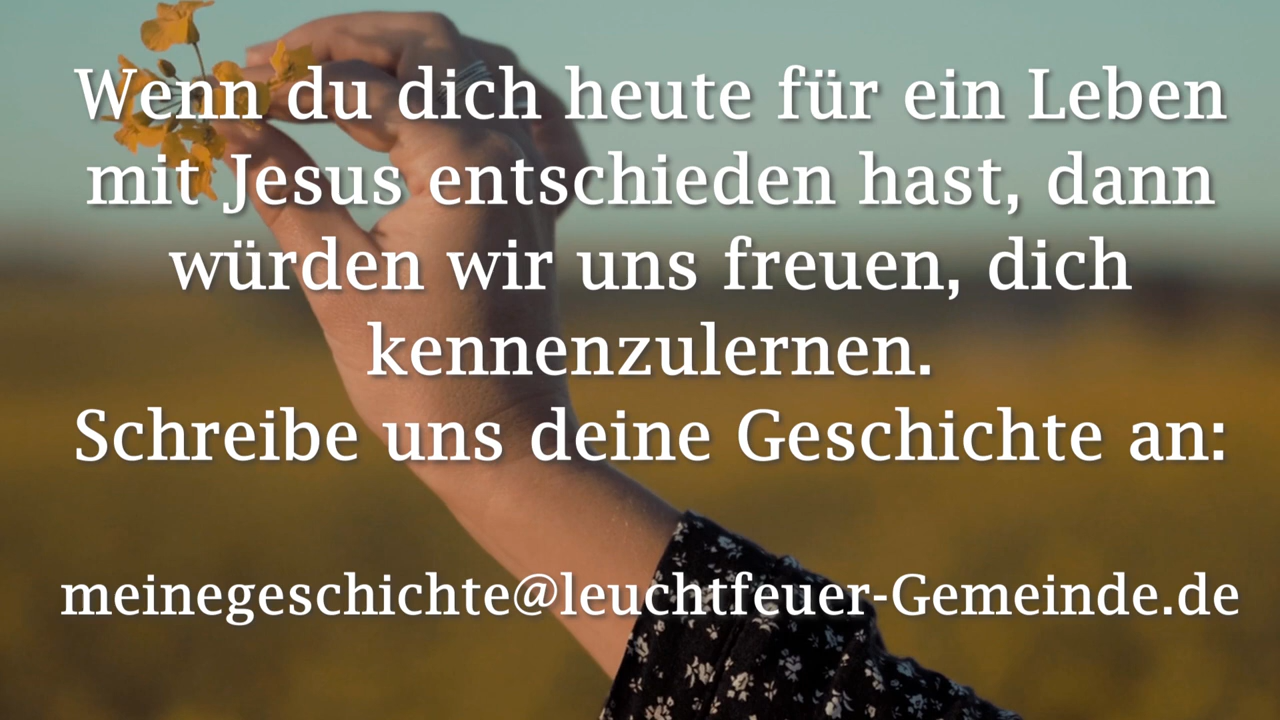 Wenn du dich heute für ein Leben
mit Jesus entschieden hast, dann
würden wir uns freuen, dich
kennenzulernen.
Schreibe uns deine Geschichte an:
meinegeschichte@leuchtfeuer-Gemeinde.de